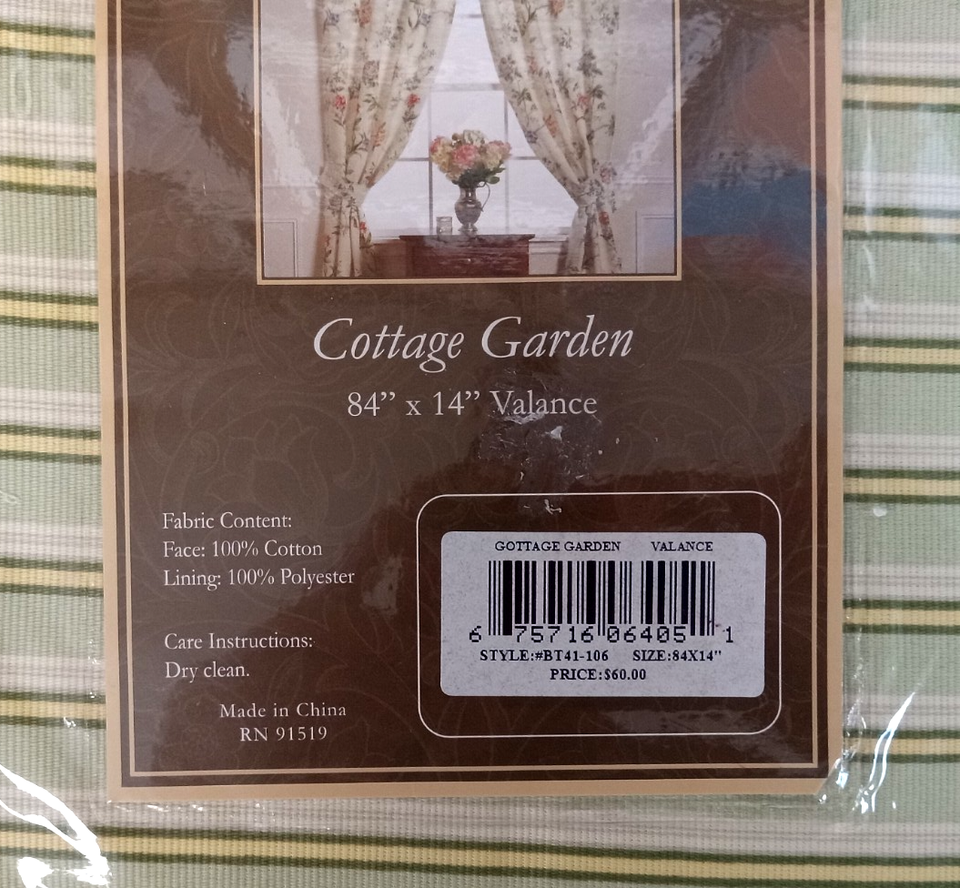 Cottage Garden
84” x 14” Valance
Fabric Content:
Face: 100% Cotton
Lining: 100% Polyester
Care Instructions:
Dry clean.
Made in China
RN 91519
GOTTAGE GARDEN VALANCE
6 75716 06405 1
STYLE:#BT41-106 SIZE:84X14"
PRICE:$60.00